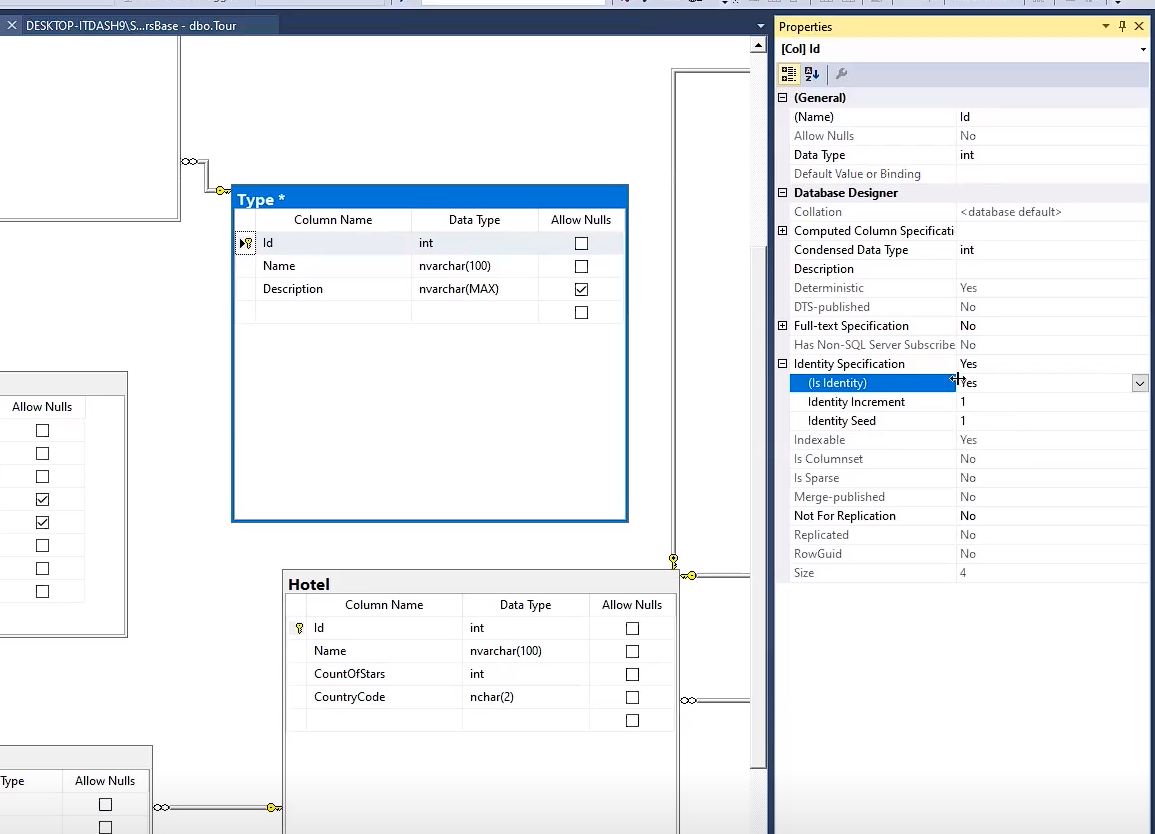 DESKTOP-ITDASH9\S...rsBase - dbo.Tour
Type *
Column Name Data Type Allow Nulls
Id int
Name nvarchar(100)
Description nvarchar(MAX)
Allow Nulls
Hotel
Column Name Data Type Allow Nulls
Id int
Name nvarchar(100)
CountOfStars int
CountryCode nchar(2)
Type Allow Nulls
Properties
[Col] Id
(General)
(Name) Id
Allow Nulls No
Data Type int
Default Value or Binding
Database Designer
Collation <database default>
Computed Column Specificati
Condensed Data Type int
Description
Deterministic Yes
DTS-published No
Full-text Specification No
Has Non-SQL Server Subscribe No
Identity Specification Yes
(Is Identity) Yes
Identity Increment 1
Identity Seed 1
Indexable Yes
Is Columnset No
Is Sparse No
Merge-published No
Not For Replication No
Replicated No
RowGuid No
Size 4